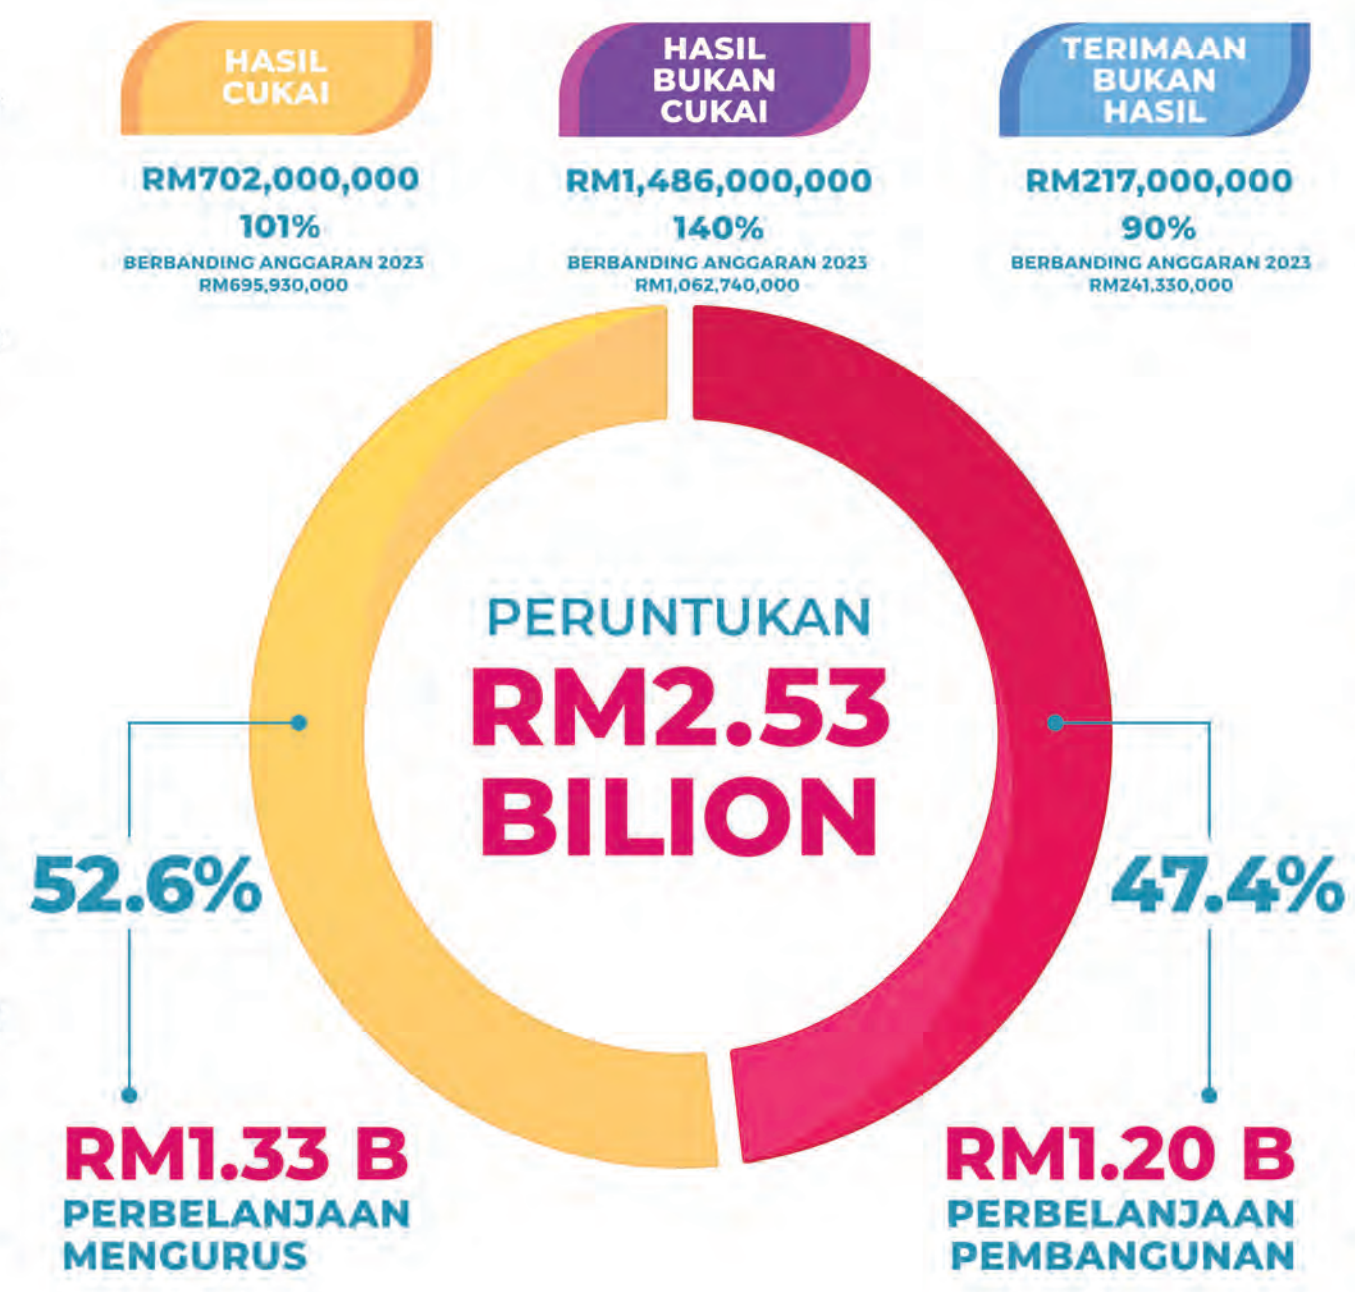 HASIL
CUKAI
RM702,000,000
101%
BERBANDING ANGGARAN 2023
RM695,930,000
HASIL
BUKAN
CUKAI
RM1,486,000,000
140%
BERBANDING ANGGARAN 2023
RM1,062,740,000
TERIMAAN
BUKAN
HASIL
RM217,000,000
90%
BERBANDING ANGGARAN 2023
RM241,330,000
PERUNTUKAN
RM2.53
BILION
52.6%
RM1.33 B
PERBELANJAAN
MENGURUS
47.4%
RM1.20 B
PERBELANJAAN
PEMBANGUNAN